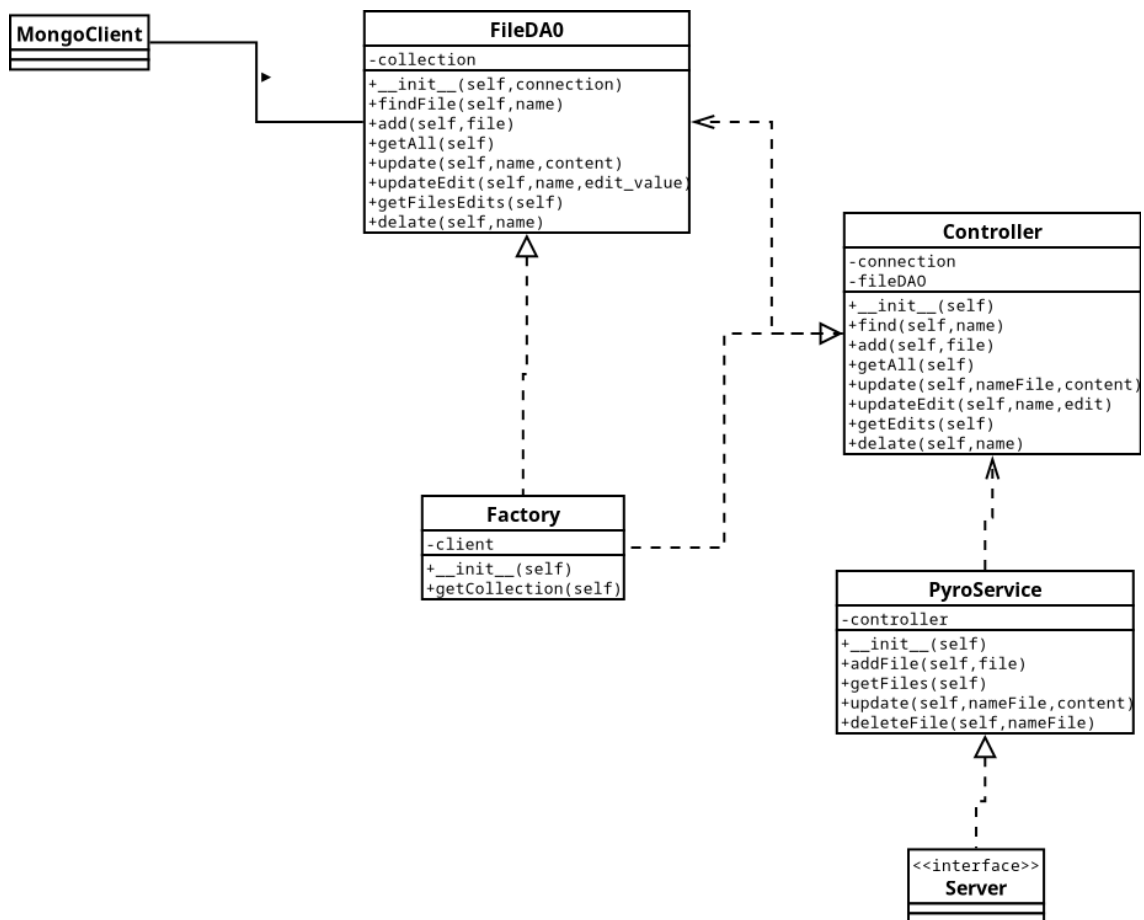 MongoClient
FileDAO
-collection
+__init__(self,connection)
+findFile(self,name)
+add(self,file)
+getAll(self)
+update(self,name,content)
+updateEdit(self,name,edit_value)
+getFilesEdits(self)
+delate(self,name)
Controller
-connection
-fileDAO
+__init__(self)
+find(self,name)
+add(self,file)
+getAll(self)
+update(self,nameFile,content)
+updateEdit(self,name,edit)
+getEdits(self)
+delate(self,name)
Factory
-client
+__init__(self)
+getCollection(self)
PyroService
-controller
+__init__(self)
+addFile(self,file)
+getFiles(self)
+update(self,nameFile,content)
+deleteFile(self,nameFile)
<<interface>>
Server